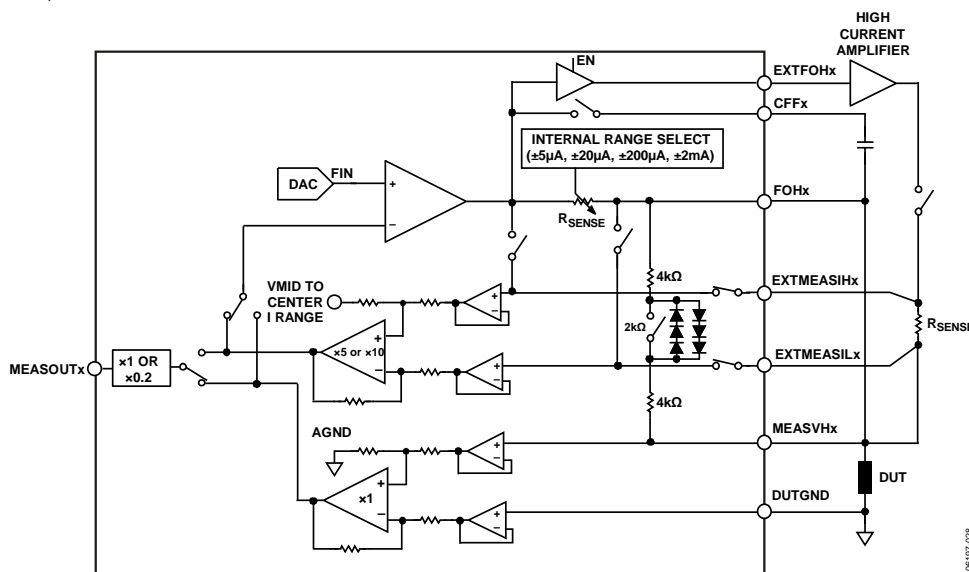 HIGH
CURRENT
AMPLIFIER
EN
EXTFOHx
CFFx
INTERNAL RANGE SELECT
(±5µA, ±20µA, ±200µA, ±2mA)
DAC
FIN
+
–
FOHx
RSENSE
4kΩ
EXTMEASIHx
VMID TO
CENTER
I RANGE
+
–
2kΩ
RSENSE
+
×5 or ×10
–
EXTMEASILx
MEASOUTx
×1 OR
×0.2
+
–
4kΩ
AGND
MEASVHx
+
–
+
×1
–
DUT
DUTGND
+
–
06197-028